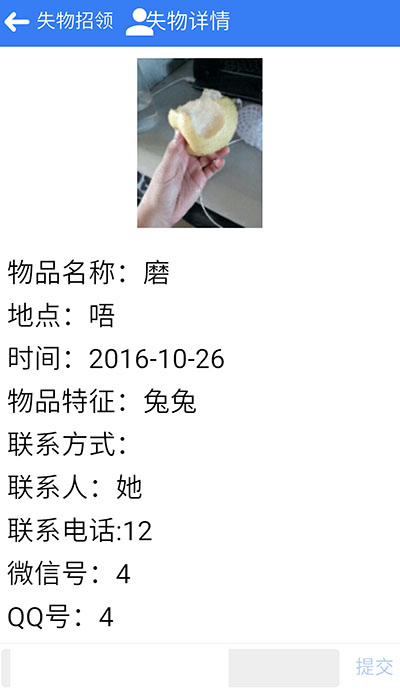 失物招领 失物详情
物品名称：磨
地点：唔
时间：2016-10-26
物品特征：兔兔
联系方式：
联系人：她
联系电话:12
微信号：4
QQ号：4
提交